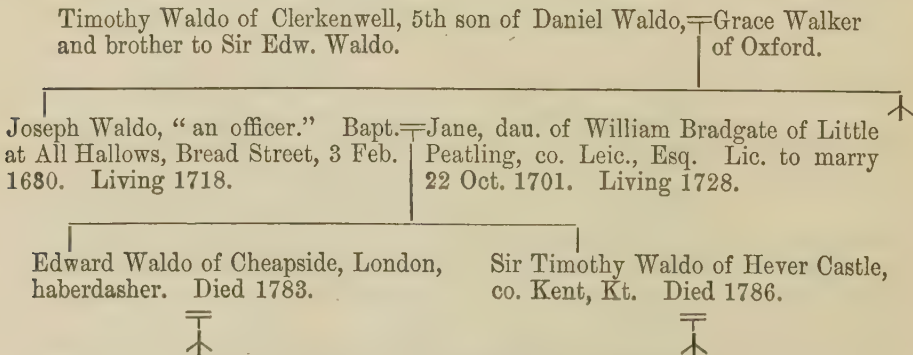 Timothy Waldo of Clerkenwell, 5th son of Daniel Waldo,
and brother to Sir Edw. Waldo.
Grace Walker
of Oxford.
Joseph Waldo, “ an officer.” Bapt.
at All Hallows, Bread Street, 3 Feb.
1680. Living 1718.
Jane, dau. of William Bradgate of Little
Peatling, co. Leic., Esq. Lic. to marry
22 Oct. 1701. Living 1728.
Edward Waldo of Cheapside, London,
haberdasher. Died 1783.
Sir Timothy Waldo of Hever Castle,
co. Kent, Kt. Died 1786.